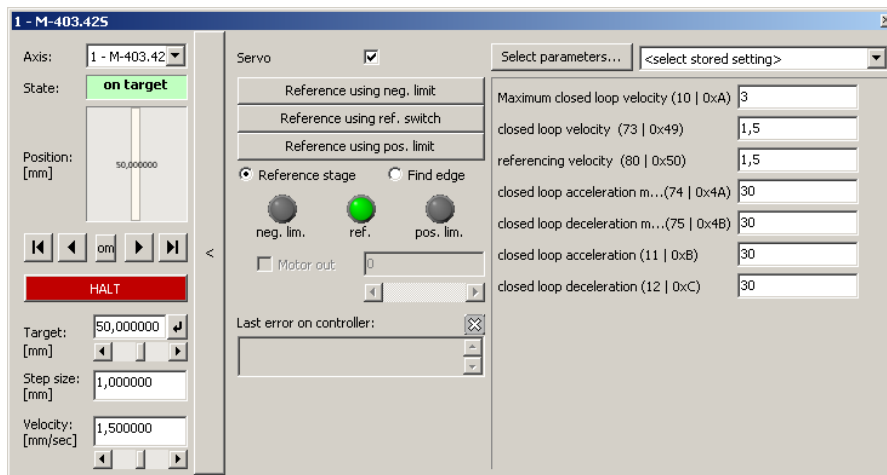 1 - M-403.42S
Axis: 1 - M-403.42
State: on target
Position:
[mm]
50,000000
om
HALT
Target:
[mm]
50,000000
Step size:
[mm]
1,000000
Velocity:
[mm/sec]
1,500000
<
Servo
Reference using neg. limit
Reference using ref. switch
Reference using pos. limit
Reference stage Find edge
neg. lim. ref. pos. lim.
Motor out 0
Last error on controller:
Select parameters... <select stored setting>
Maximum closed loop velocity (10 | 0xA) 3
closed loop velocity (73 | 0x49) 1,5
referencing velocity (80 | 0x50) 1,5
closed loop acceleration m...(74 | 0x4A) 30
closed loop deceleration m...(75 | 0x4B) 30
closed loop acceleration (11 | 0xB) 30
closed loop deceleration (12 | 0xC) 30